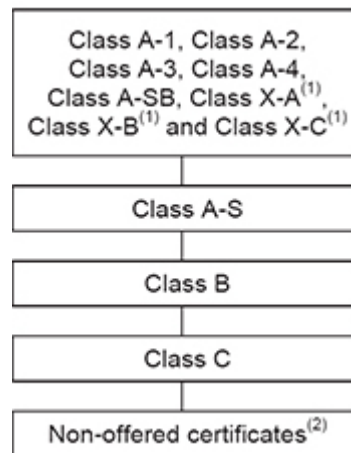 Class A-1, Class A-2,
Class A-3, Class A-4,
Class A-SB, Class X-A(1),
Class X-B(1) and Class X-C(1)
Class A-S
Class B
Class C
Non-offered certificates(2)